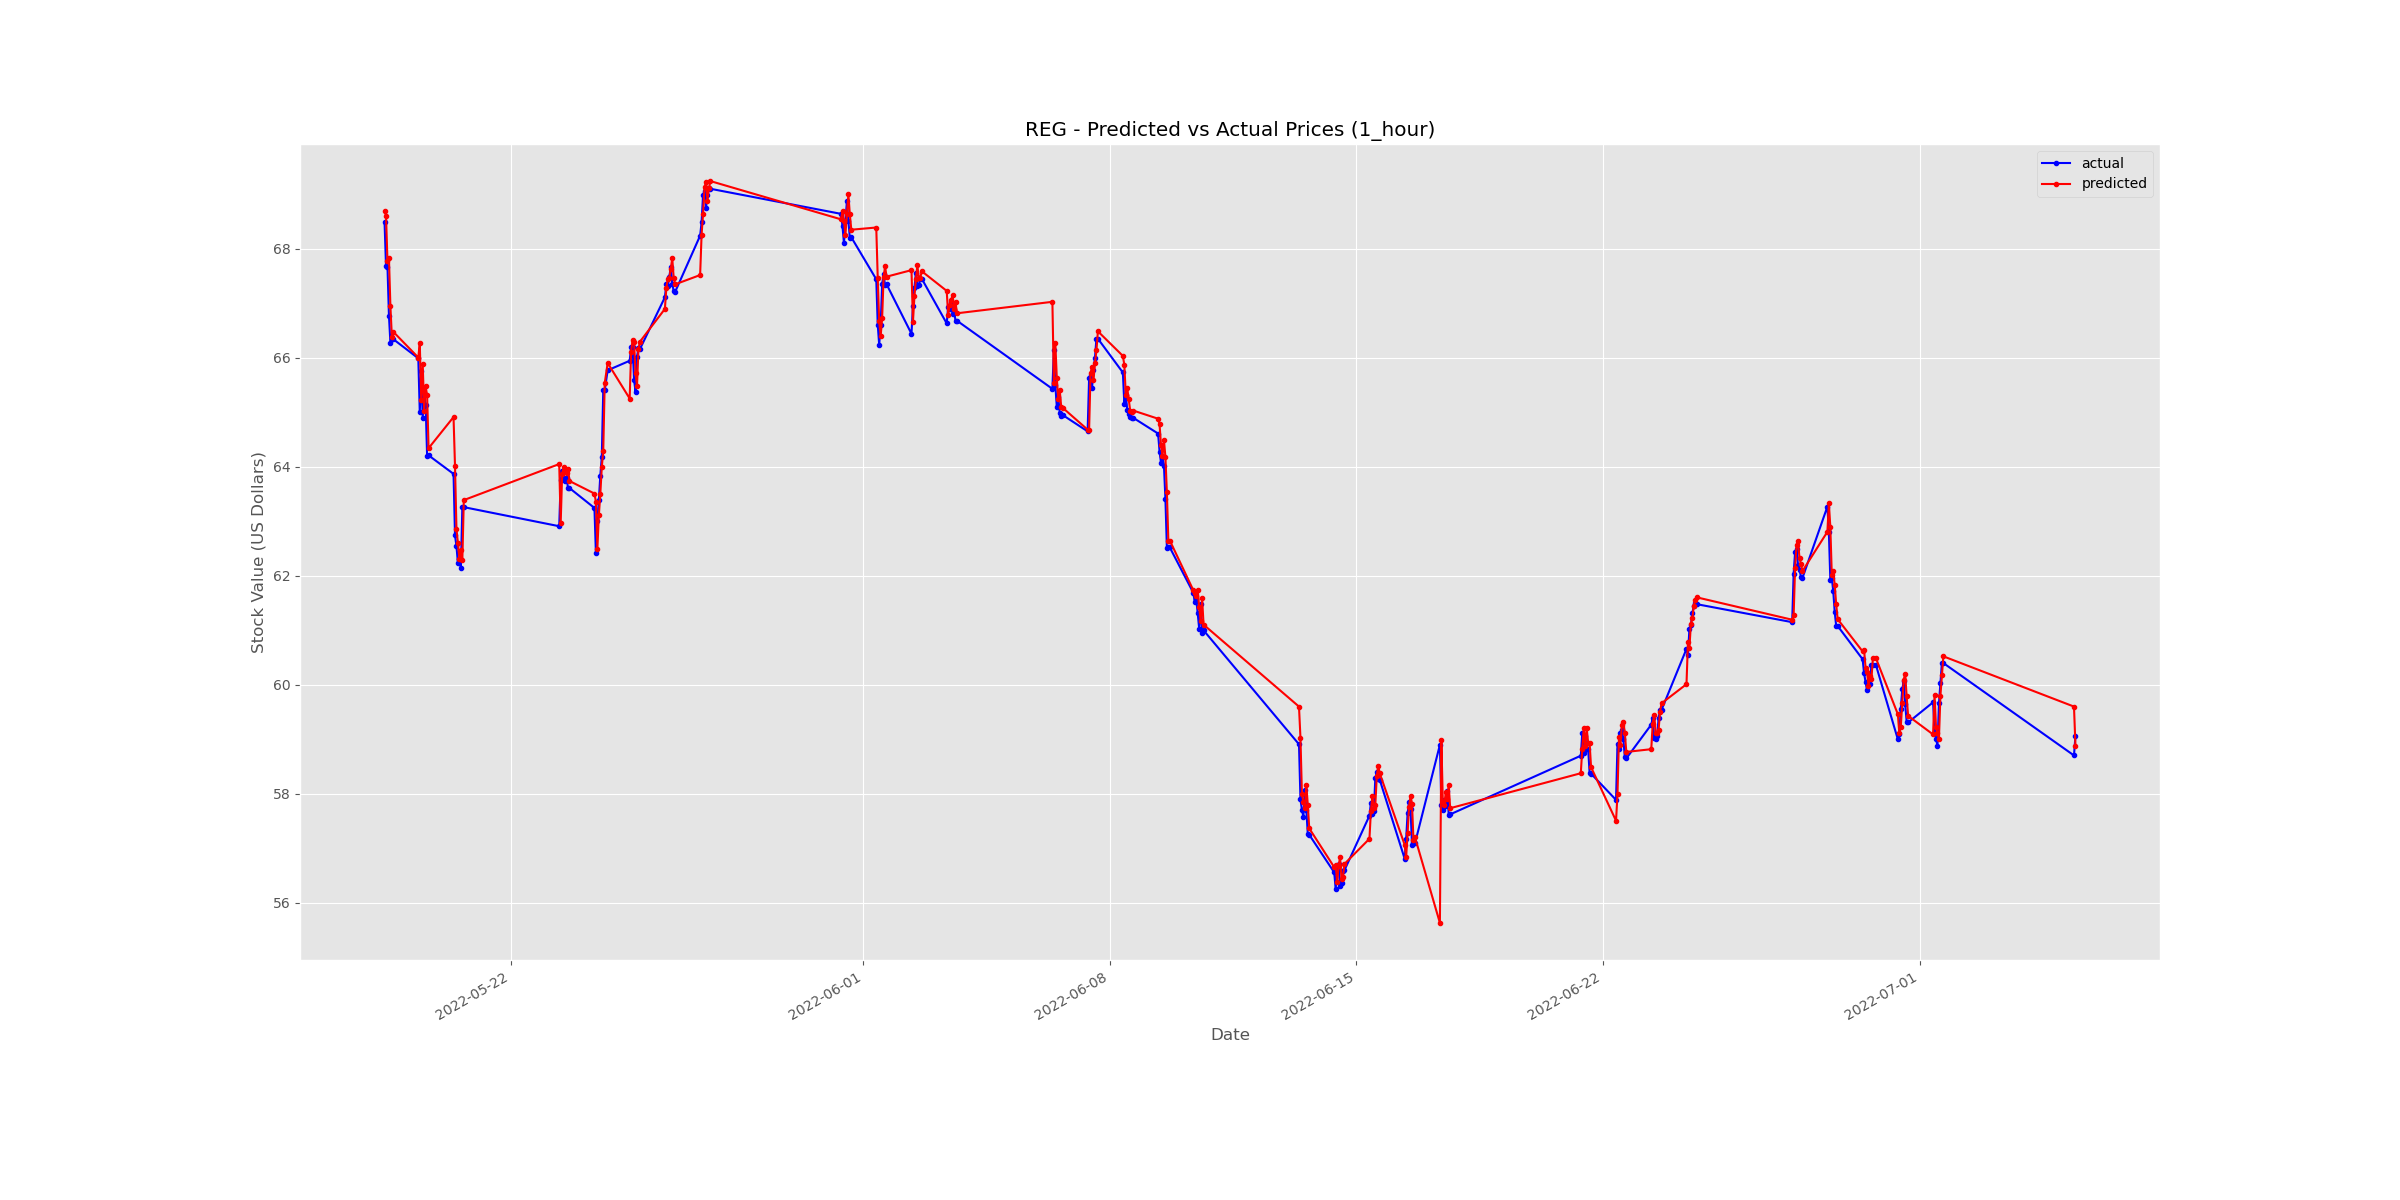 REG - Predicted vs Actual Prices (1_hour)
actual
predicted
68
66
64
62
60
58
56
Stock Value (US Dollars)
2022-05-22
2022-06-01
2022-06-08
2022-06-15
2022-06-22
2022-07-01
Date